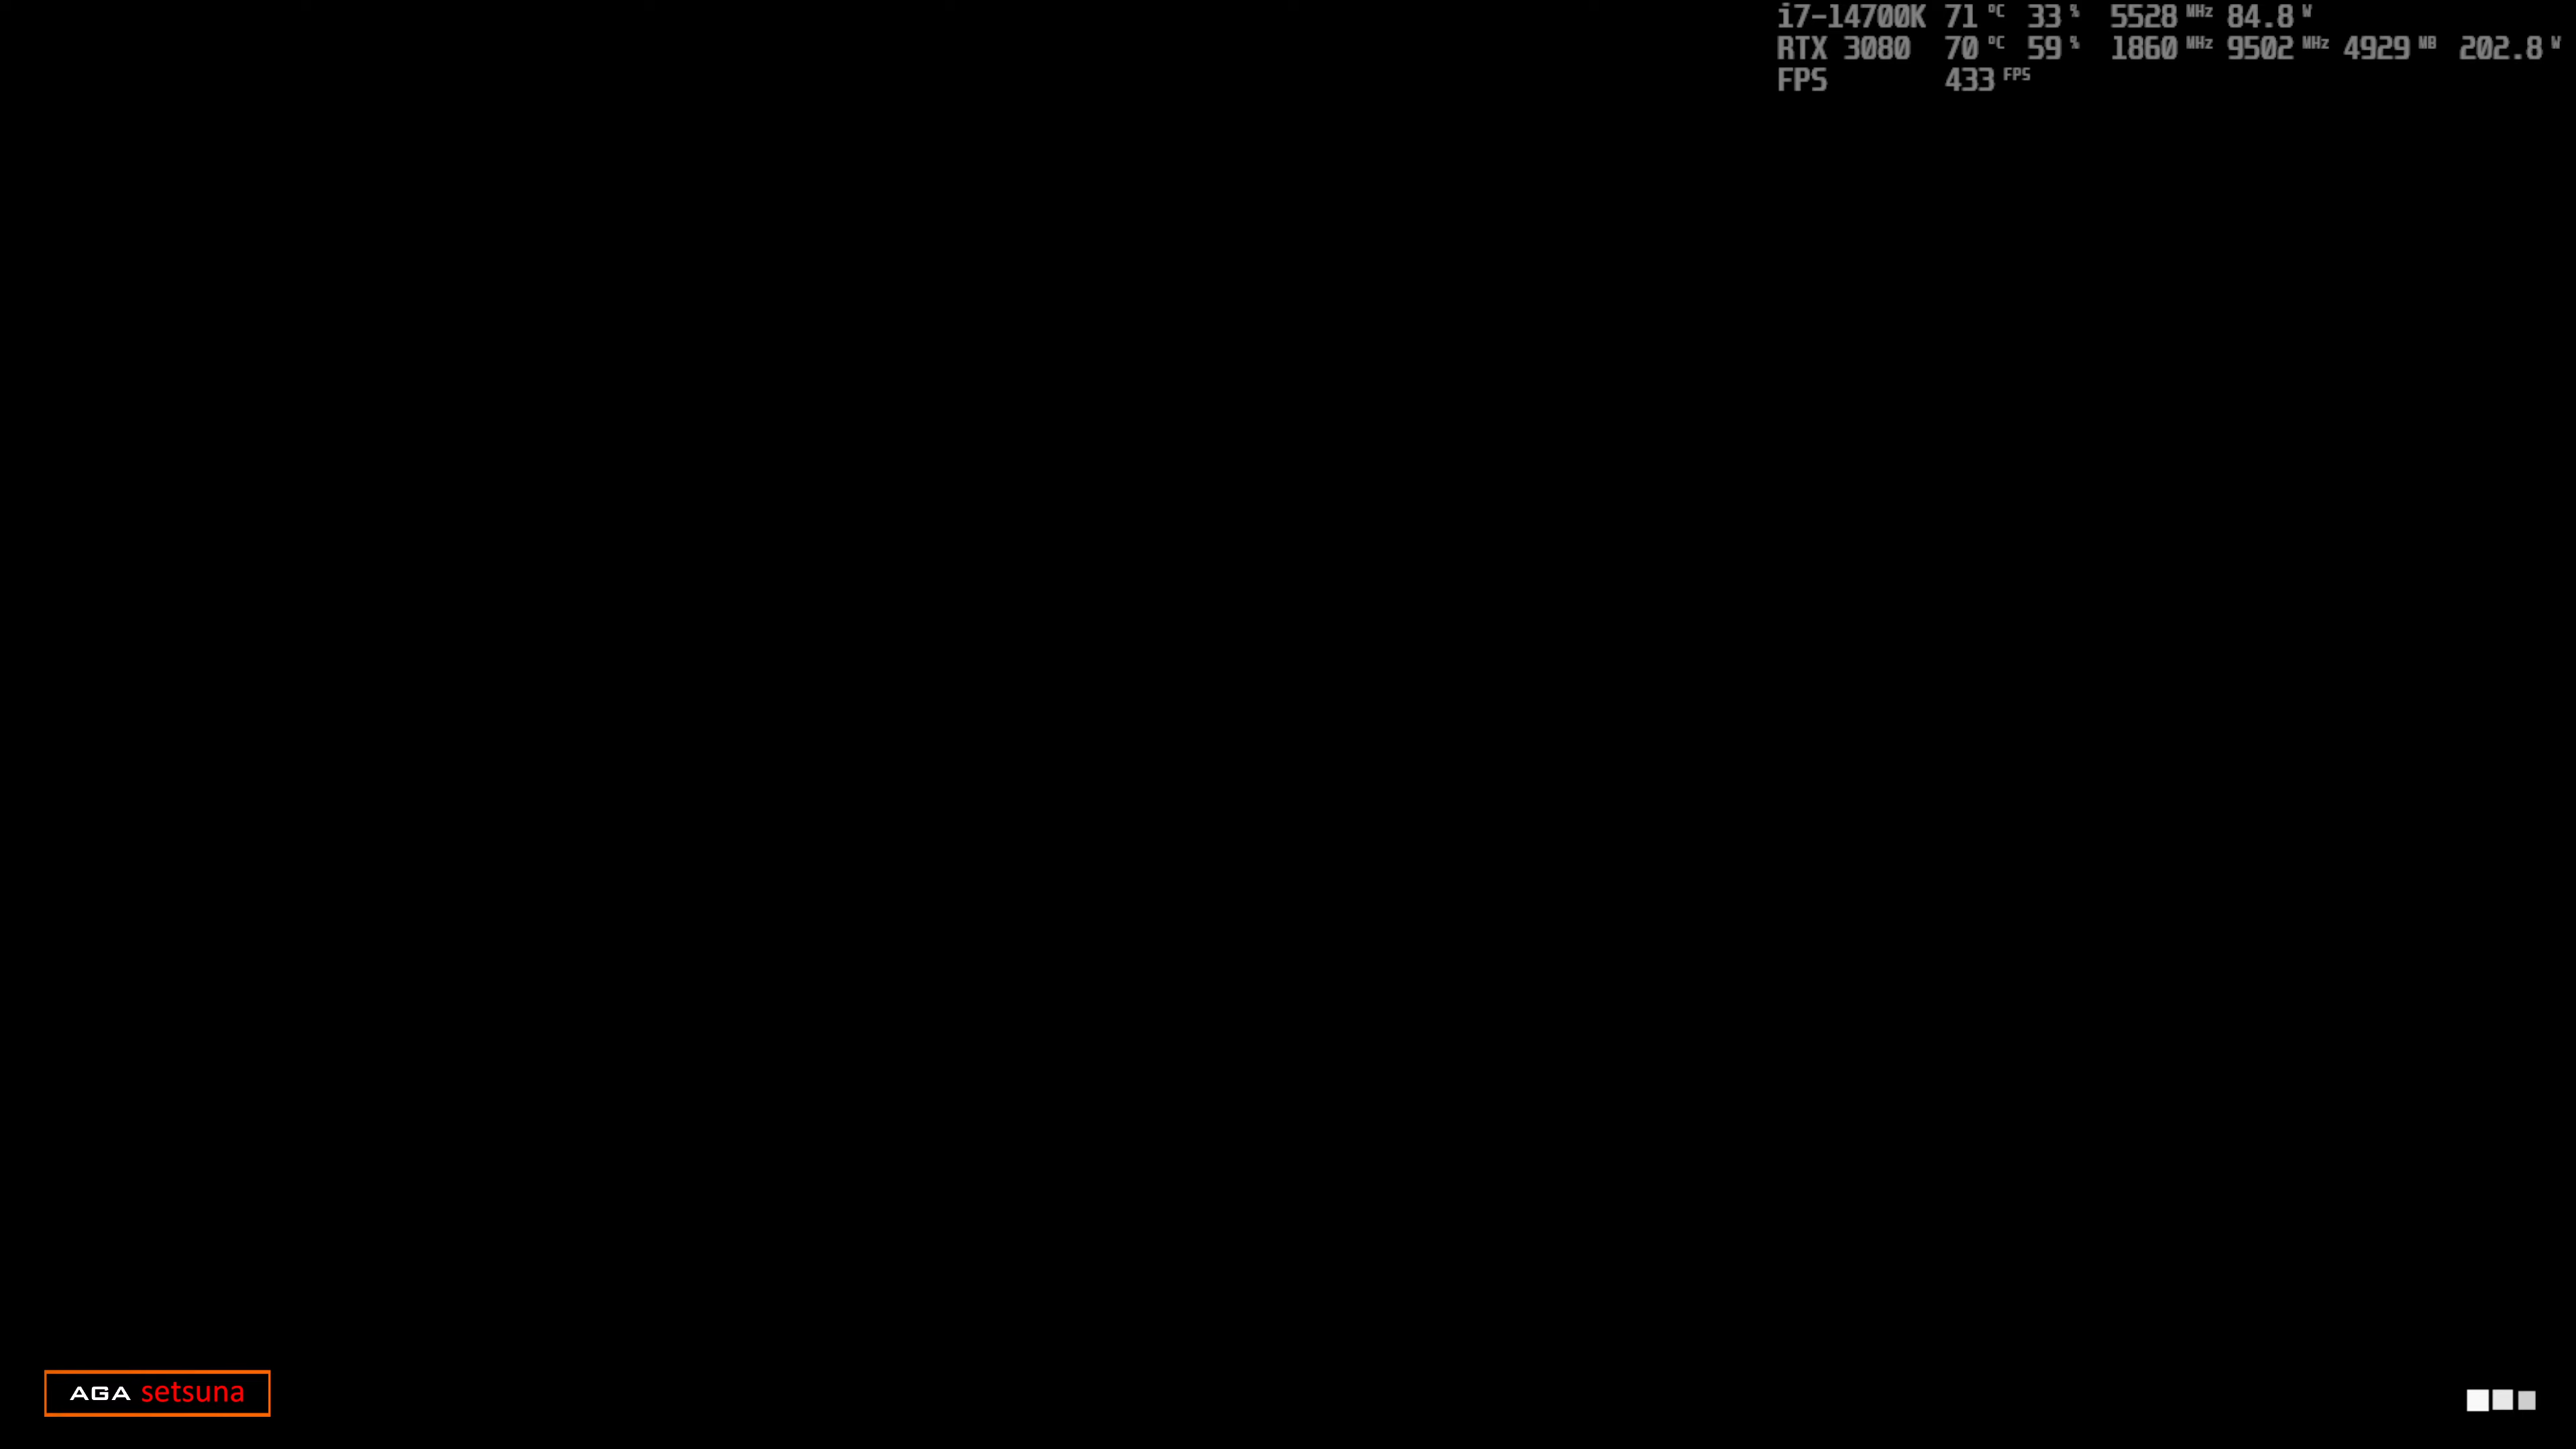 i7-14700K 71 °C 33 % 5528 MHz 84.8 W
RTX 3080 70 °C 59 % 1860 MHz 9502 MHz 4929 MB 202.8 W
FPS 433 FPS
AGA setsuna